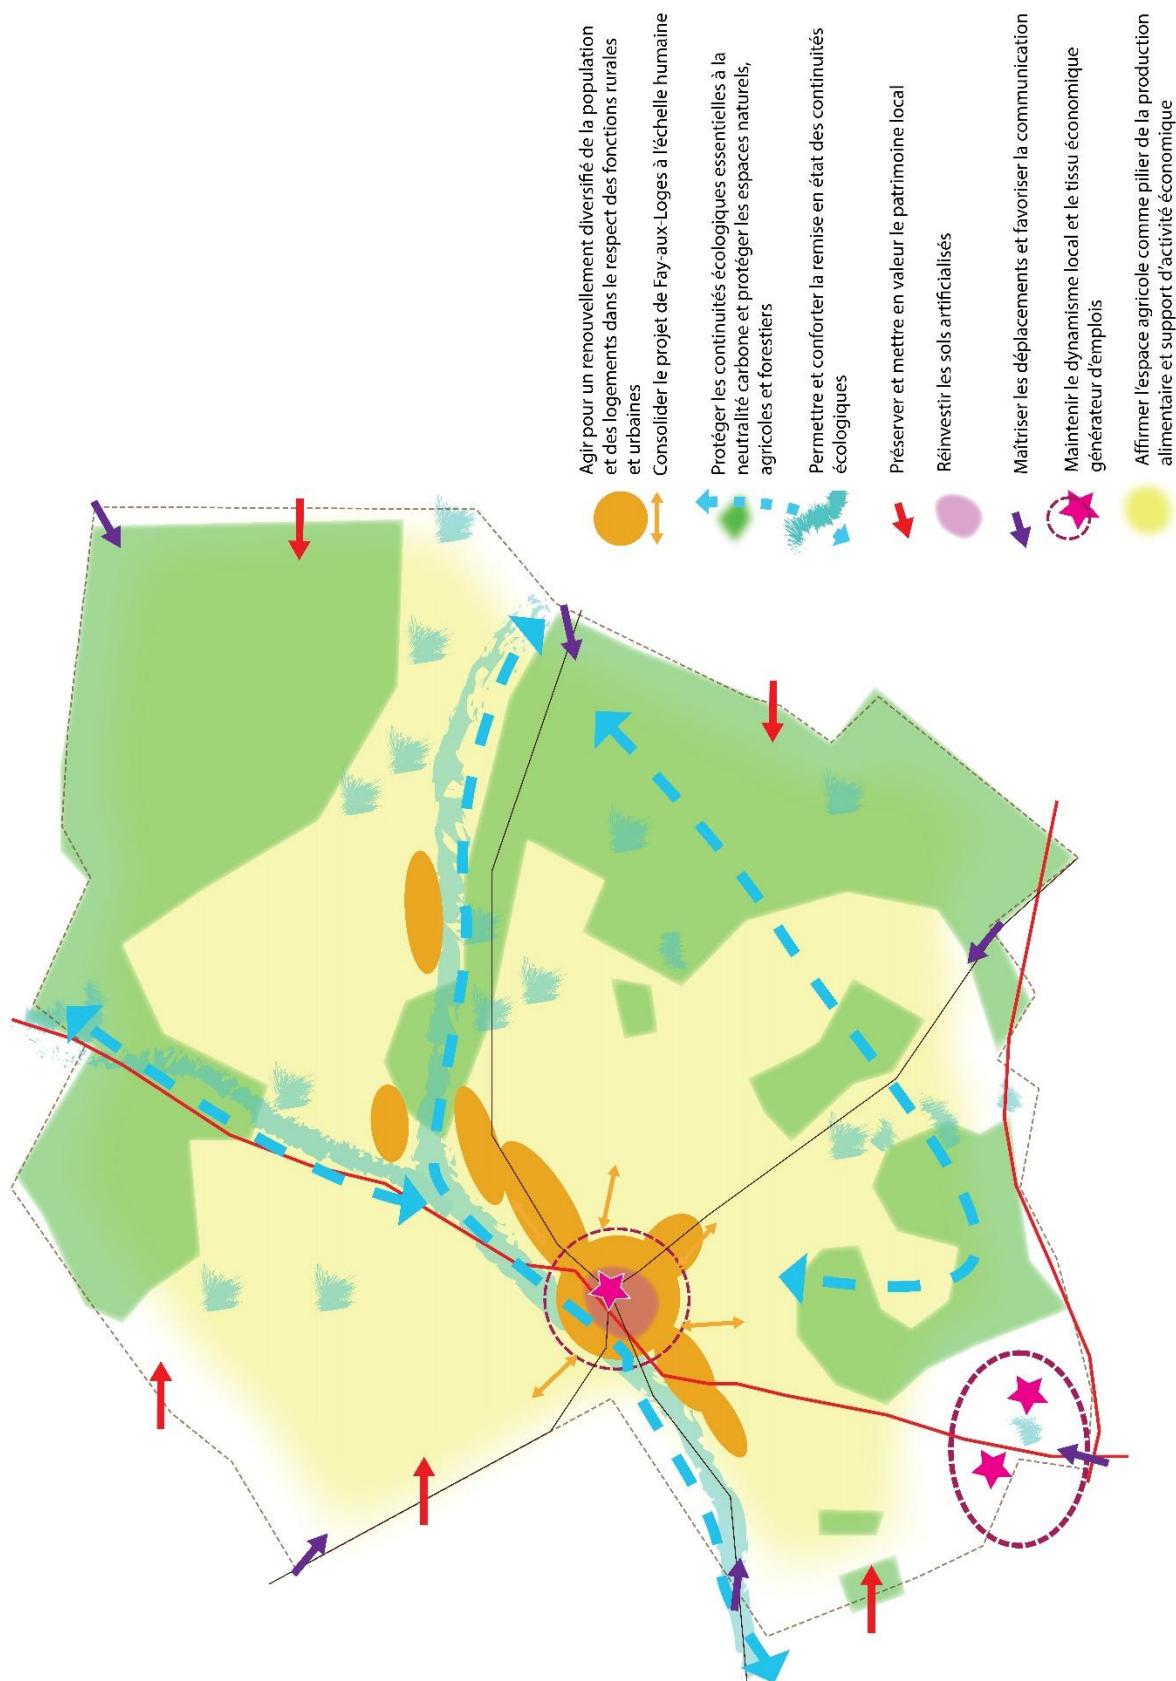 Agir pour un renouvellement diversifié de la population
et des logements dans le respect des fonctions rurales
et urbaines
Consolider le projet de Fay-aux-Loges à l'échelle humaine
Protéger les continuités écologiques essentielles à la
neutralité carbone et protéger les espaces naturels,
agricoles et forestiers
Permettre et conforter la remise en état des continuités
écologiques
Préserver et mettre en valeur le patrimoine local
Réinvestir les sols artificialisés
Maîtriser les déplacements et favoriser la communication
Maintenir le dynamisme local et le tissu économique
générateur d'emplois
Affirmer l'espace agricole comme pilier de la production
alimentaire et support d'activité économique